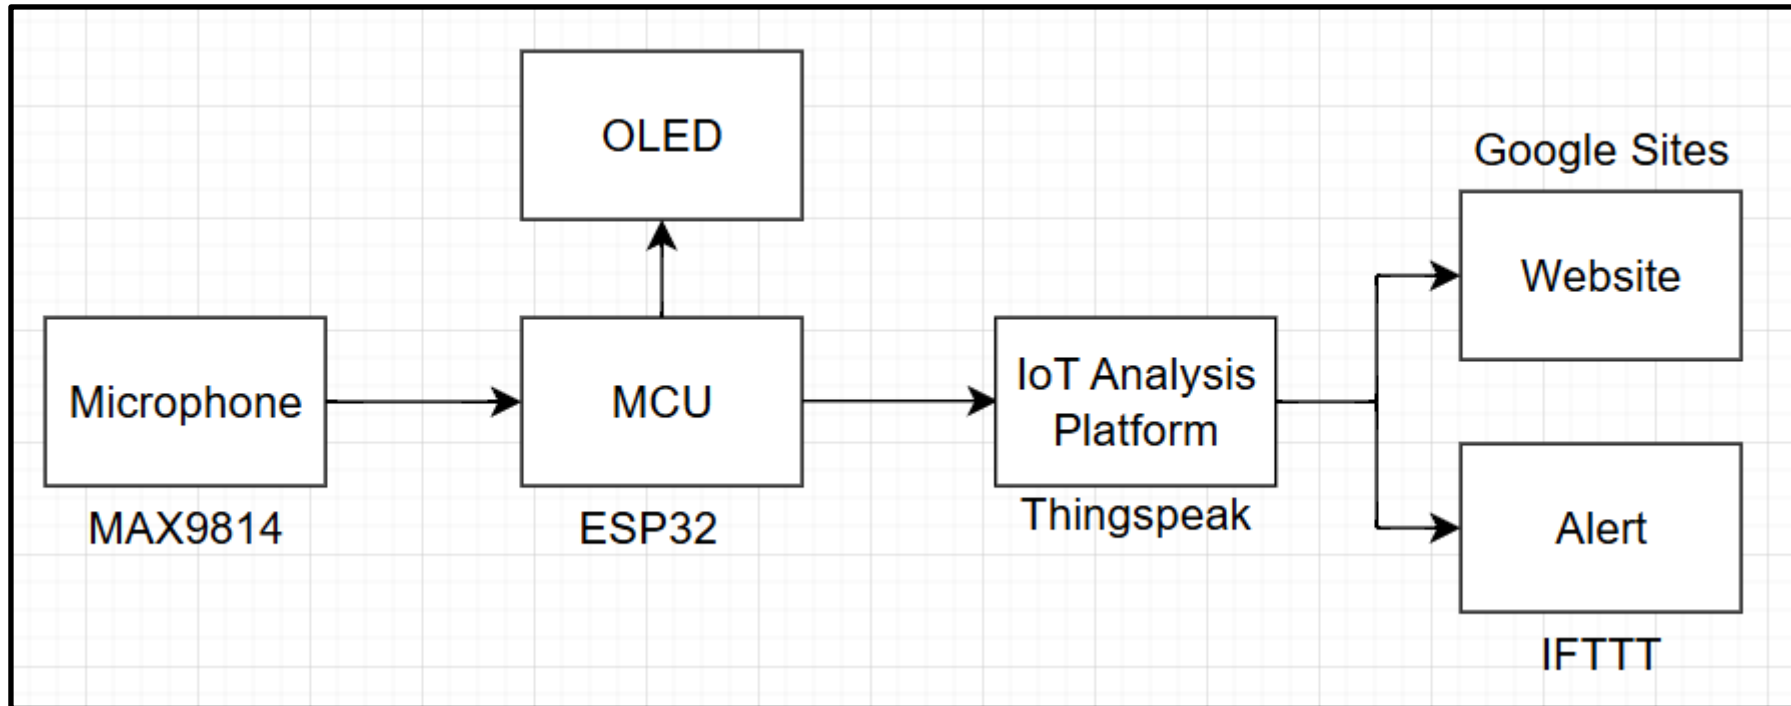 OLED
Google Sites
Website
Microphone
MCU
IoT Analysis
Platform
MAX9814
ESP32
Thingspeak
Alert
IFTTT